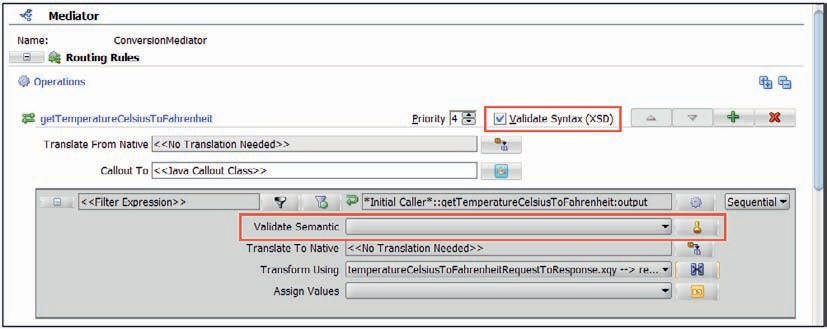 Mediator
Name: ConversionMediator
Routing Rules
Operations
getTemperatureCelsiusToFahrenheit Priority 4 Validate Syntax (XSD)
Translate From Native <<No Translation Needed>>
Callout To <<Java Callout Class>>
<<Filter Expression>> *Initial Caller*::getTemperatureCelsiusToFahrenheit:output Sequential
Validate Semantic
Translate To Native <<No Translation Needed>>
Transform Using temperatureCelsiusToFahrenheitRequestToResponse.xqy --> re...
Assign Values